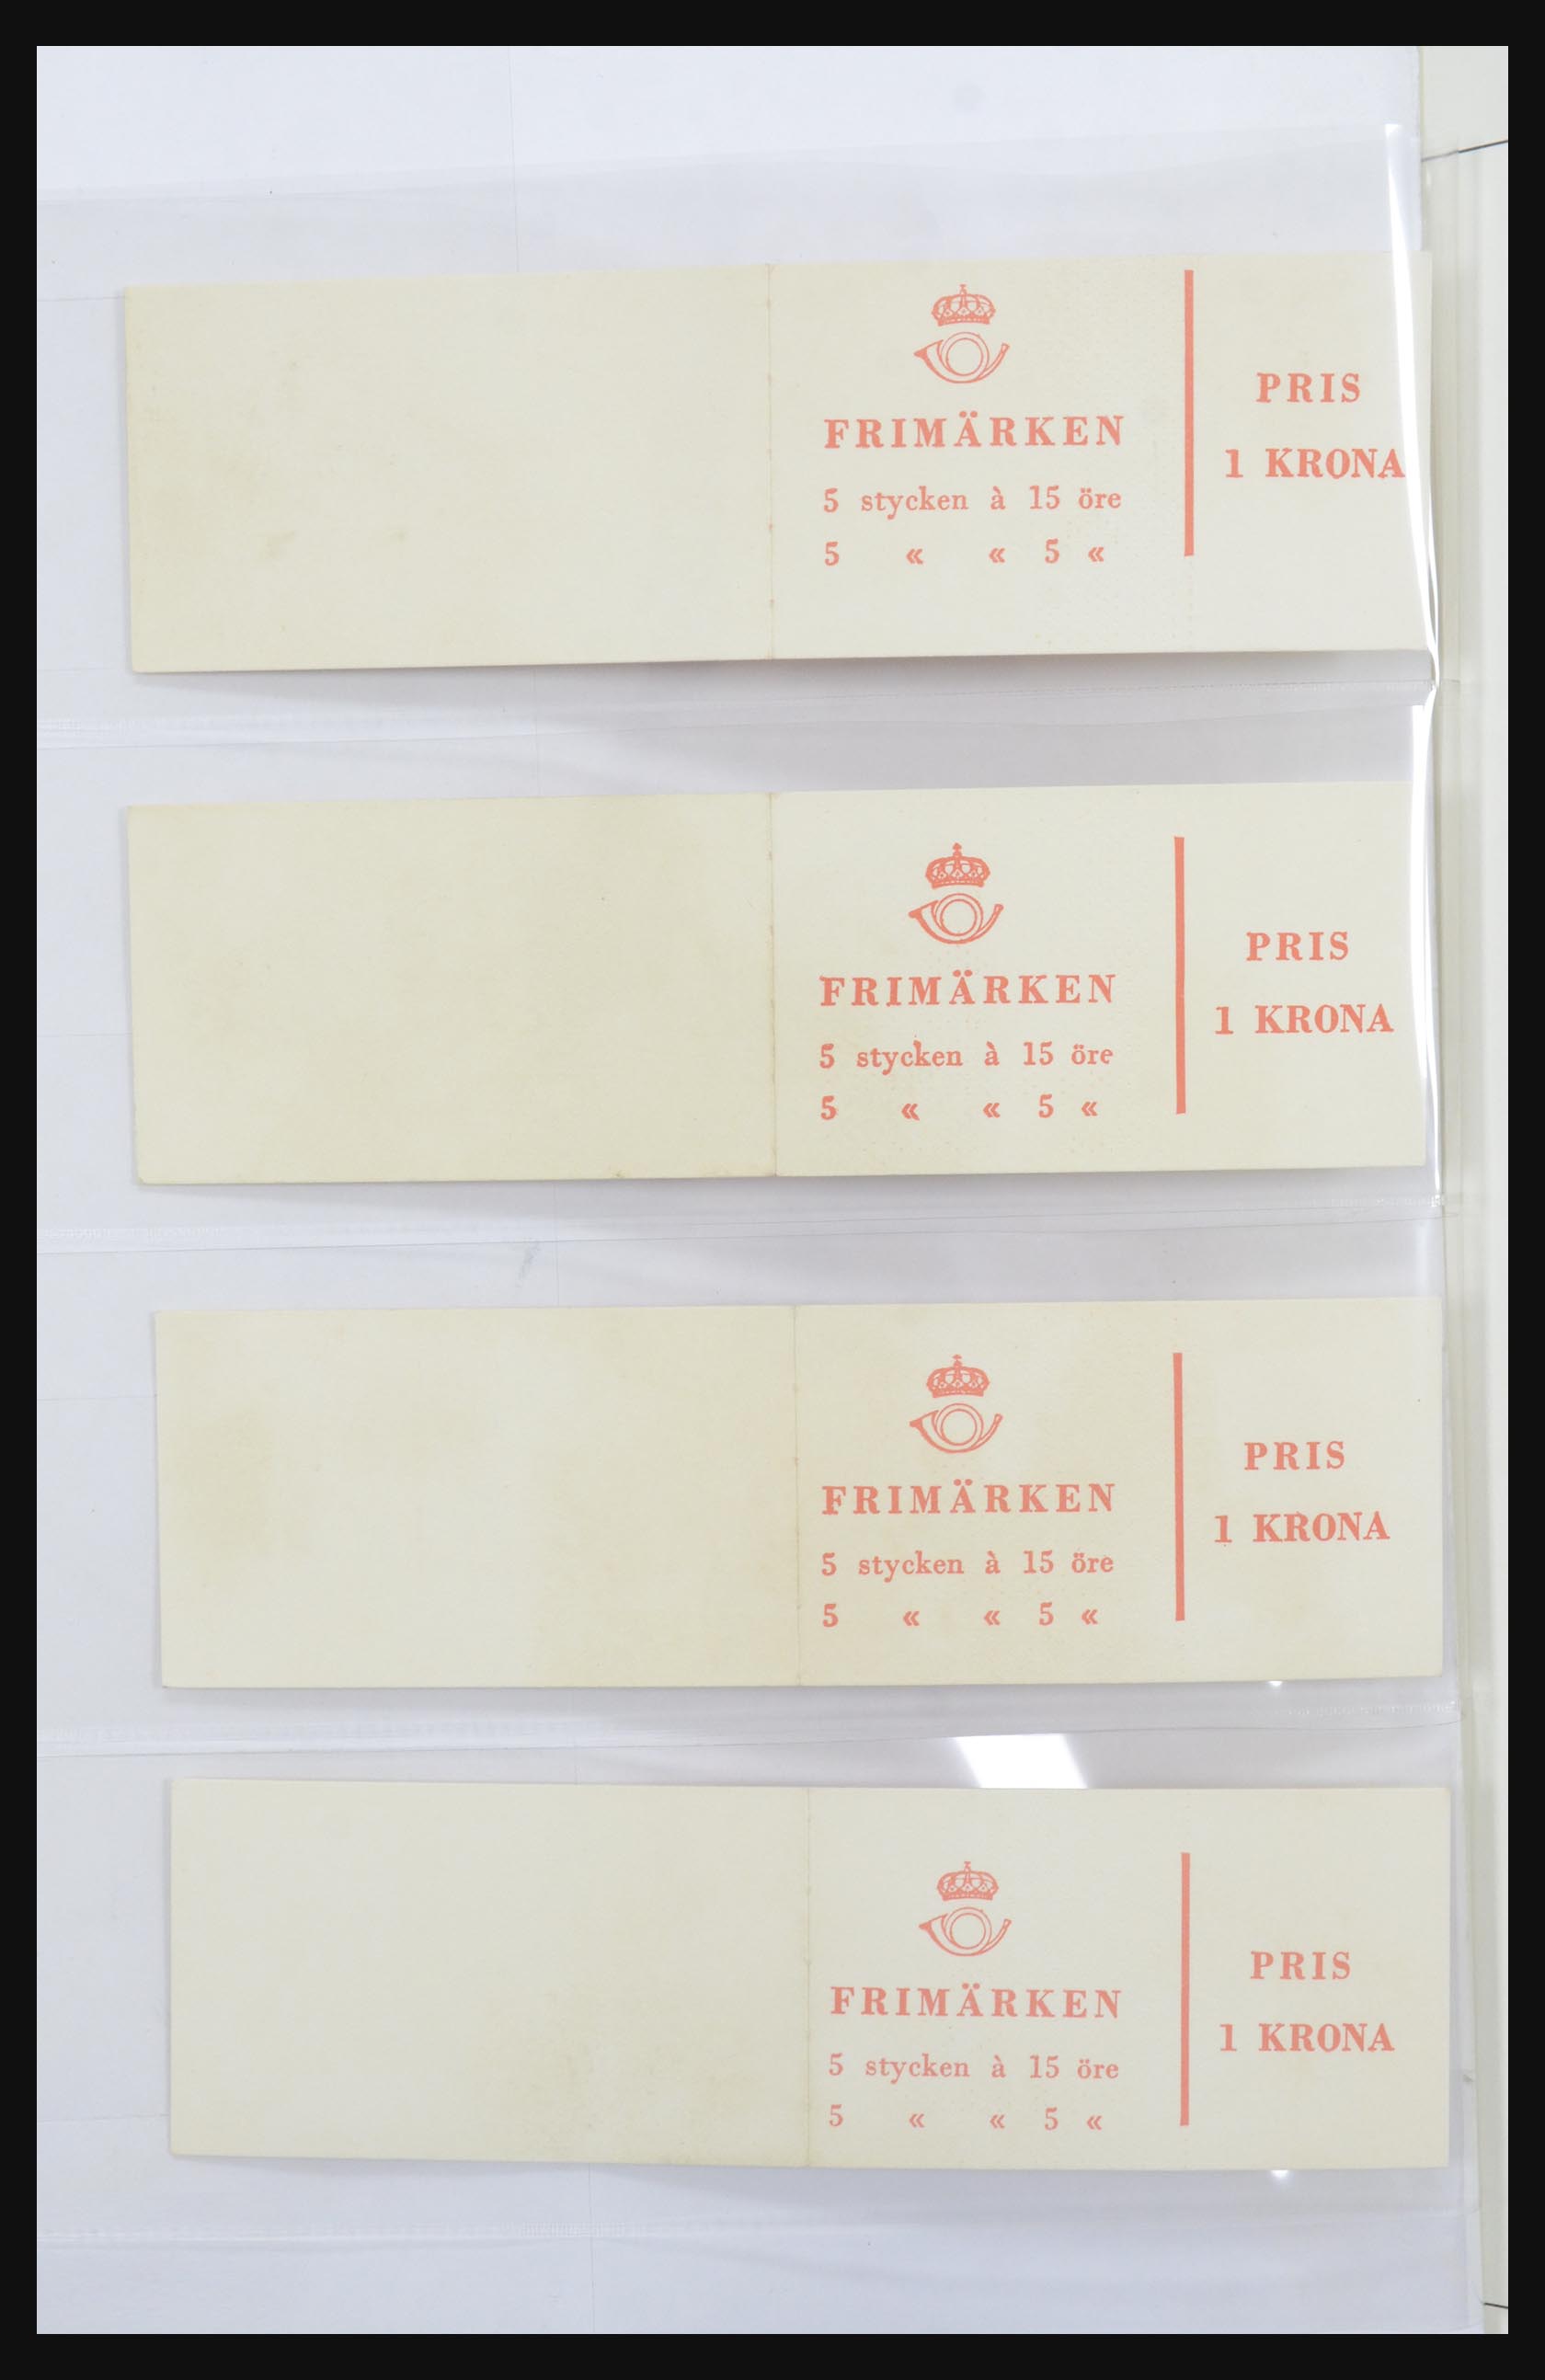 FRIMÄRKEN
5 stycken à 15 öre
5 « « 5 «
PRIS
1 KRONA
FRIMÄRKEN
5 stycken à 15 öre
5 « « 5 «
PRIS
1 KRONA
FRIMÄRKEN
5 stycken à 15 öre
5 « « 5 «
PRIS
1 KRONA
FRIMÄRKEN
5 stycken à 15 öre
5 « « 5 «
PRIS
1 KRONA